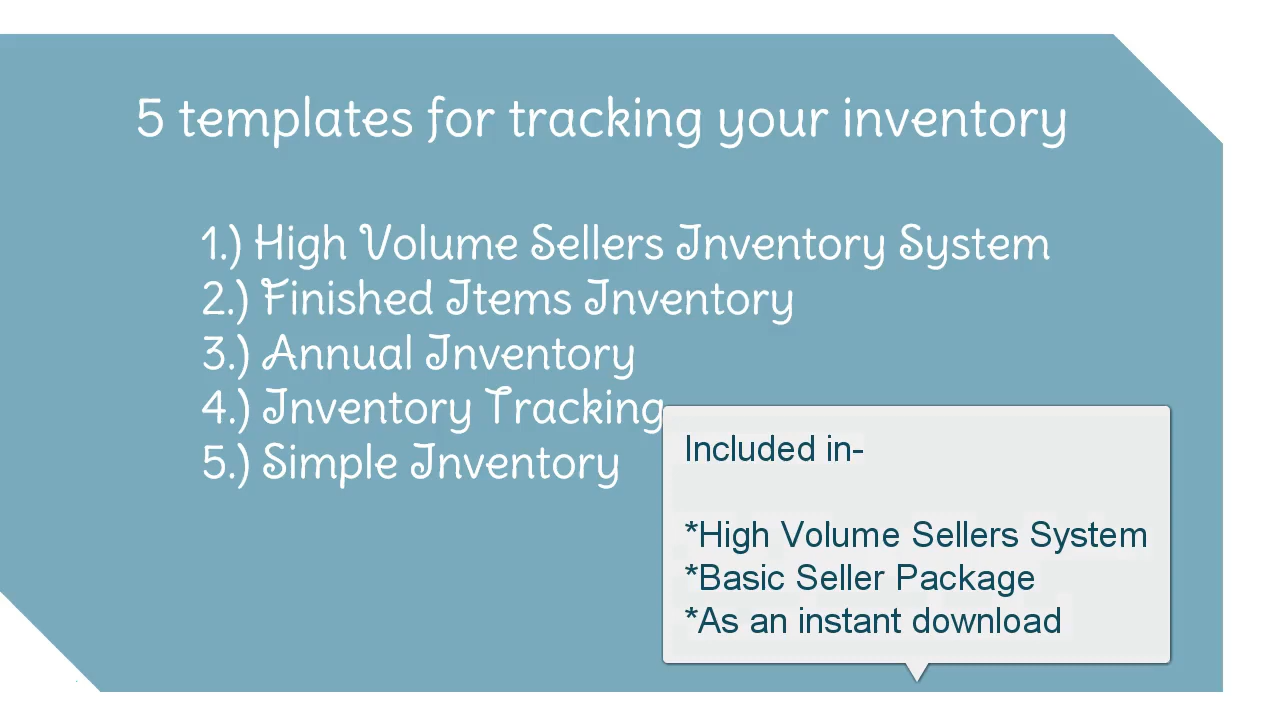 5 templates for tracking your inventory
1.) High Volume Sellers Inventory System
2.) Finished Items Inventory
3.) Annual Inventory
4.) Inventory Tracking
5.) Simple Inventory
Included in-
*High Volume Sellers System
*Basic Seller Package
*As an instant download